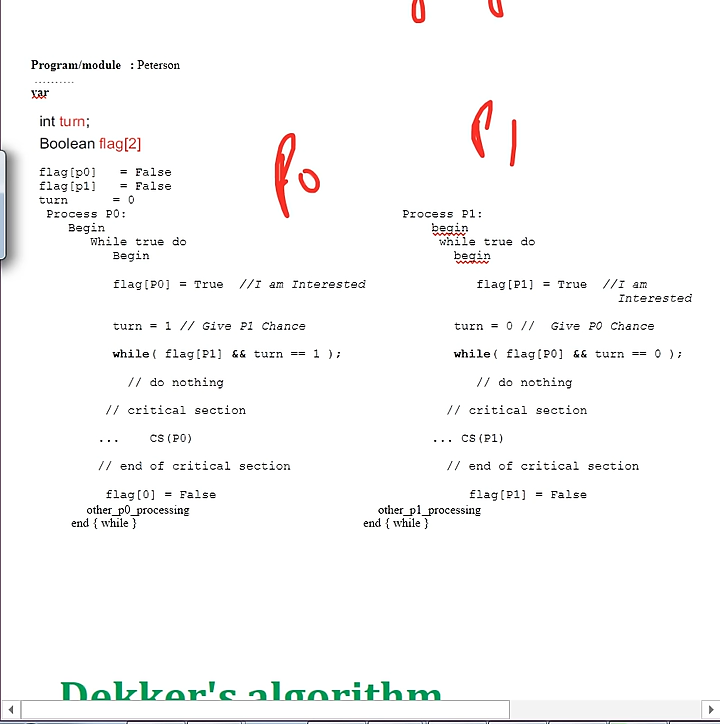 Program/module : Peterson
..........
var
int turn;
Boolean flag[2]
P0
P1
flag[p0] = False
flag[p1] = False
turn = 0
Process P0:
Begin
While true do
Begin
flag[P0] = True //I am Interested
turn = 1 // Give P1 Chance
while( flag[P1] && turn == 1 );
// do nothing
// critical section
... CS(P0)
// end of critical section
flag[0] = False
other_p0_processing
end { while }
Process P1:
begin
while true do
begin
flag[P1] = True //I am
Interested
turn = 0 // Give P0 Chance
while( flag[P0] && turn == 0 );
// do nothing
// critical section
... CS(P1)
// end of critical section
flag[P1] = False
other_p1_processing
end { while }
Dekker's algorithm